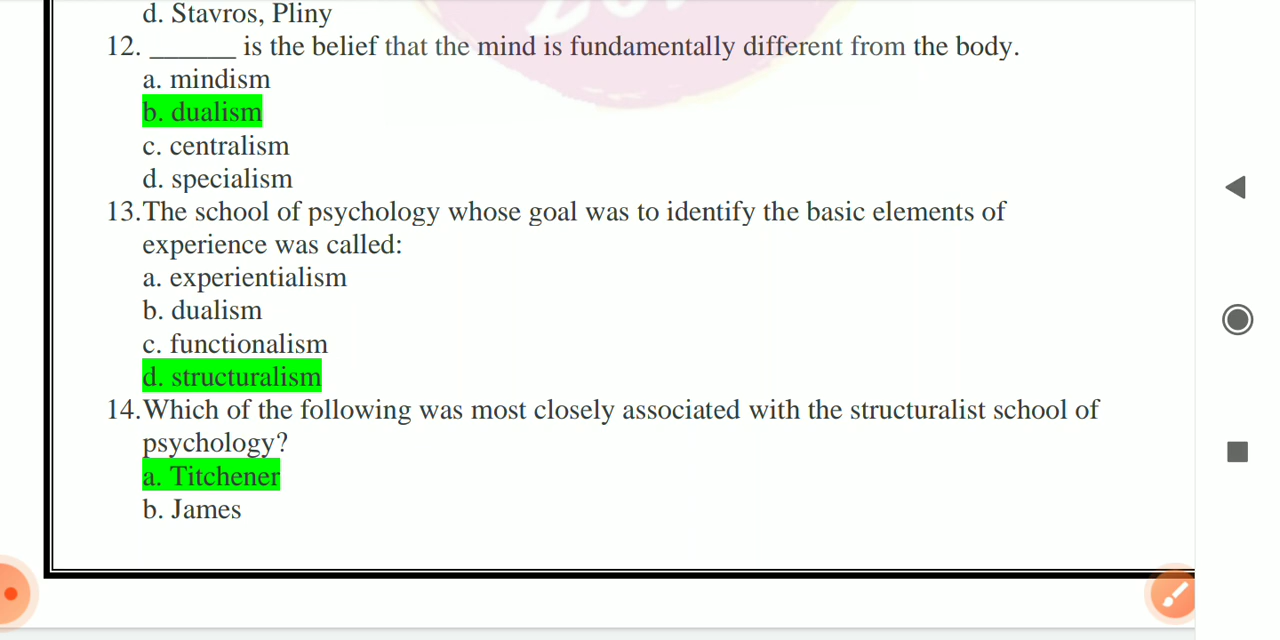 d. Stavros, Pliny
12. ______ is the belief that the mind is fundamentally different from the body.
a. mindism
b. dualism
c. centralism
d. specialism
13.The school of psychology whose goal was to identify the basic elements of
experience was called:
a. experientialism
b. dualism
c. functionalism
d. structuralism
14.Which of the following was most closely associated with the structuralist school of
psychology?
a. Titchener
b. James